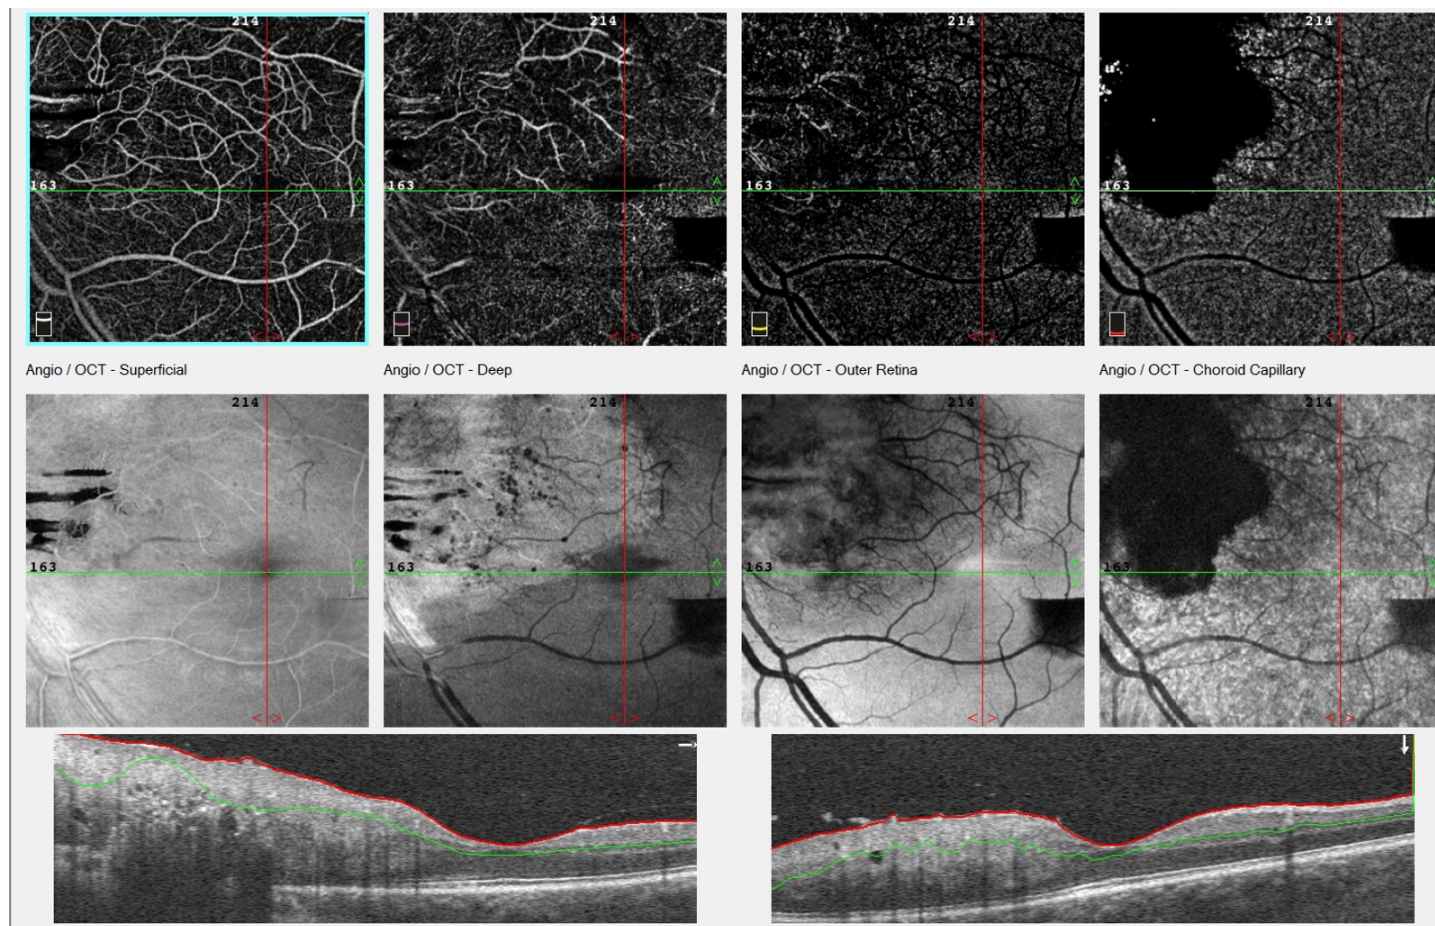 214 214 214 214
163 163 163 163
Angio / OCT - Superficial Angio / OCT - Deep Angio / OCT - Outer Retina Angio / OCT - Choroid Capillary
214 214 214 214
163 163 163 163